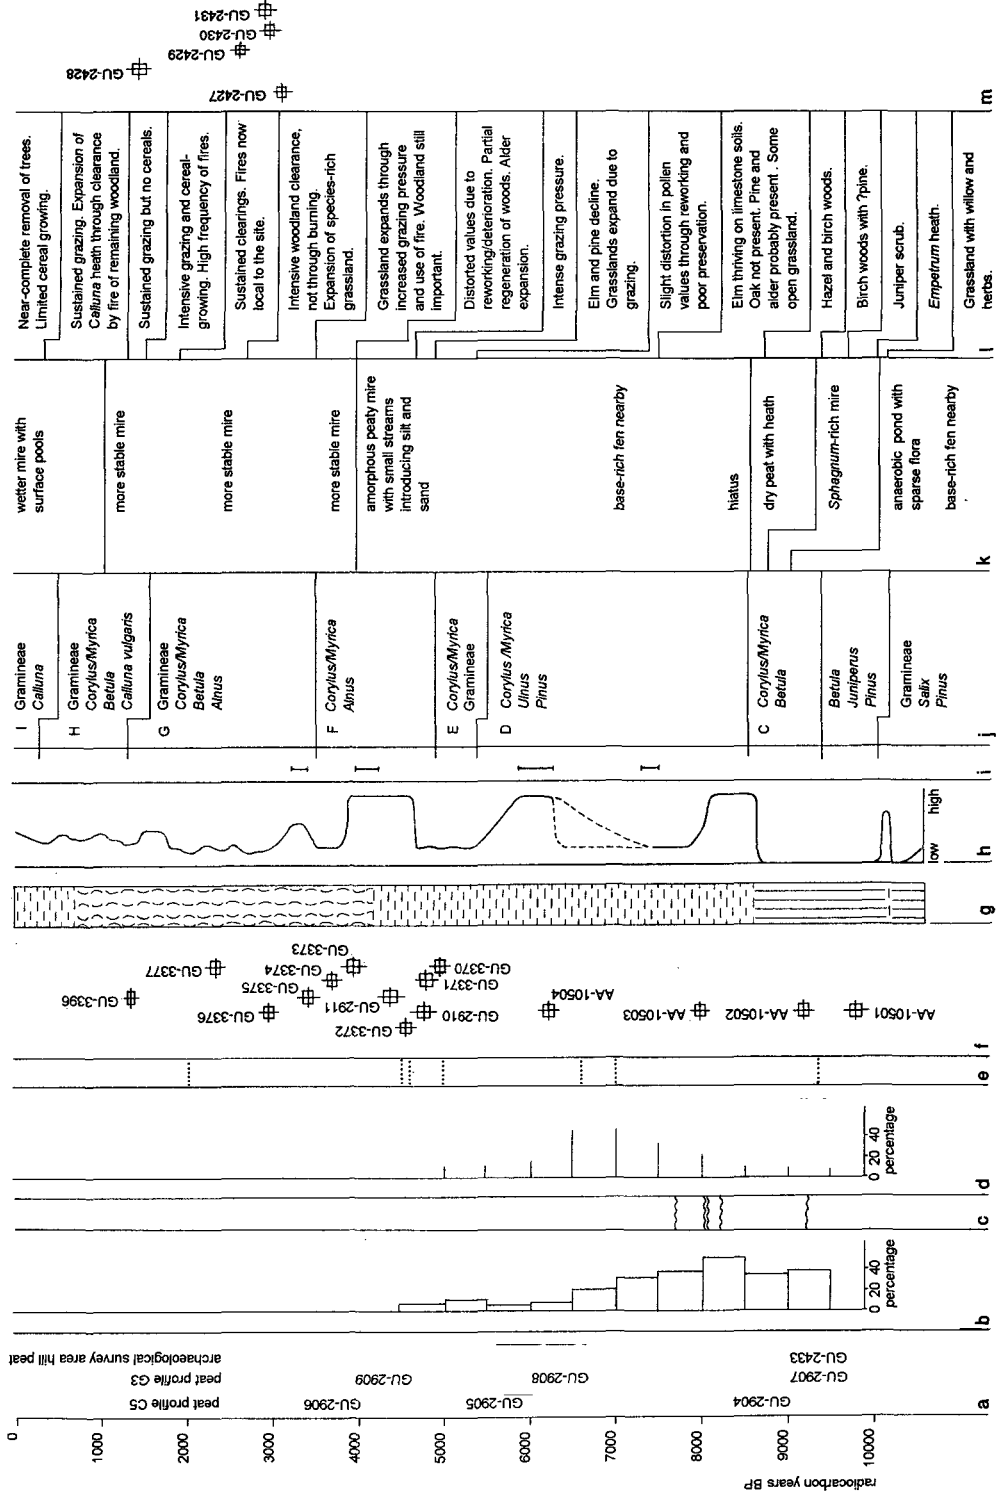 GU-2431
GU-2430
GU-2429
GU-2428
GU-2427
m
Near-complete removal of trees.
Limited cereal growing.
Sustained grazing. Expansion of
Calluna heath through clearance
by fire of remaining woodland.
Sustained grazing but no cereals.
Intensive grazing and cereal-
growing. High frequency of fires.
Sustained clearings. Fires now
local to the site.
Intensive woodland clearance,
not through burning.
Expansion of species-rich
grassland.
Grassland expands through
increased grazing pressure
and use of fire. Woodland still
important.
Distorted values due to
reworking/deterioration. Partial
regeneration of woods. Alder
expansion.
Intense grazing pressure.
Elm and pine decline.
Grasslands expand due to
grazing.
Slight distortion in pollen
values through reworking and
poor preservation.
Elm thriving on limestone soils.
Oak not present. Pine and
alder probably present. Some
open grassland.
Hazel and birch woods.
Birch woods with ?pine.
Juniper scrub.
Empetrum heath.
Grassland with willow and
herbs.
l
wetter mire with
surface pools
more stable mire
more stable mire
more stable mire
amorphous peaty mire
with small streams
introducing silt and
sand
base-rich fen nearby
hiatus
dry peat with heath
Sphagnum-rich mire
anaerobic pond with
sparse flora
base-rich fen nearby
k
I Gramineae
Calluna
H Gramineae
Corylus/Myrica
Betula
Calluna vulgaris
G Gramineae
Corylus/Myrica
Betula
Alnus
F Corylus/Myrica
Alnus
E Corylus/Myrica
Gramineae
D Corylus /Myrica
Ulnus
Pinus
C Corylus/Myrica
Betula
Betula
Juniperus
Pinus
Gramineae
Salix
Pinus
j
i
high
low
h
g
GU-3373
GU-3377
GU-3374
GU-3375
GU-3396
GU-3376
GU-2911
GU-3372
GU-3370
GU-3371
GU-2910
AA-10504
AA-10503
AA-10502
AA-10501
f
e
0 20 40
percentage
d
c
0 20 40
percentage
b
archaeological survey area hill peat
GU-2433
peat profile G3
GU-2909
GU-2908
GU-2907
peat profile C5
GU-2906
GU-2905
GU-2904
a
0
1000
2000
3000
4000
5000
6000
7000
8000
9000
10000
radiocarbon years BP